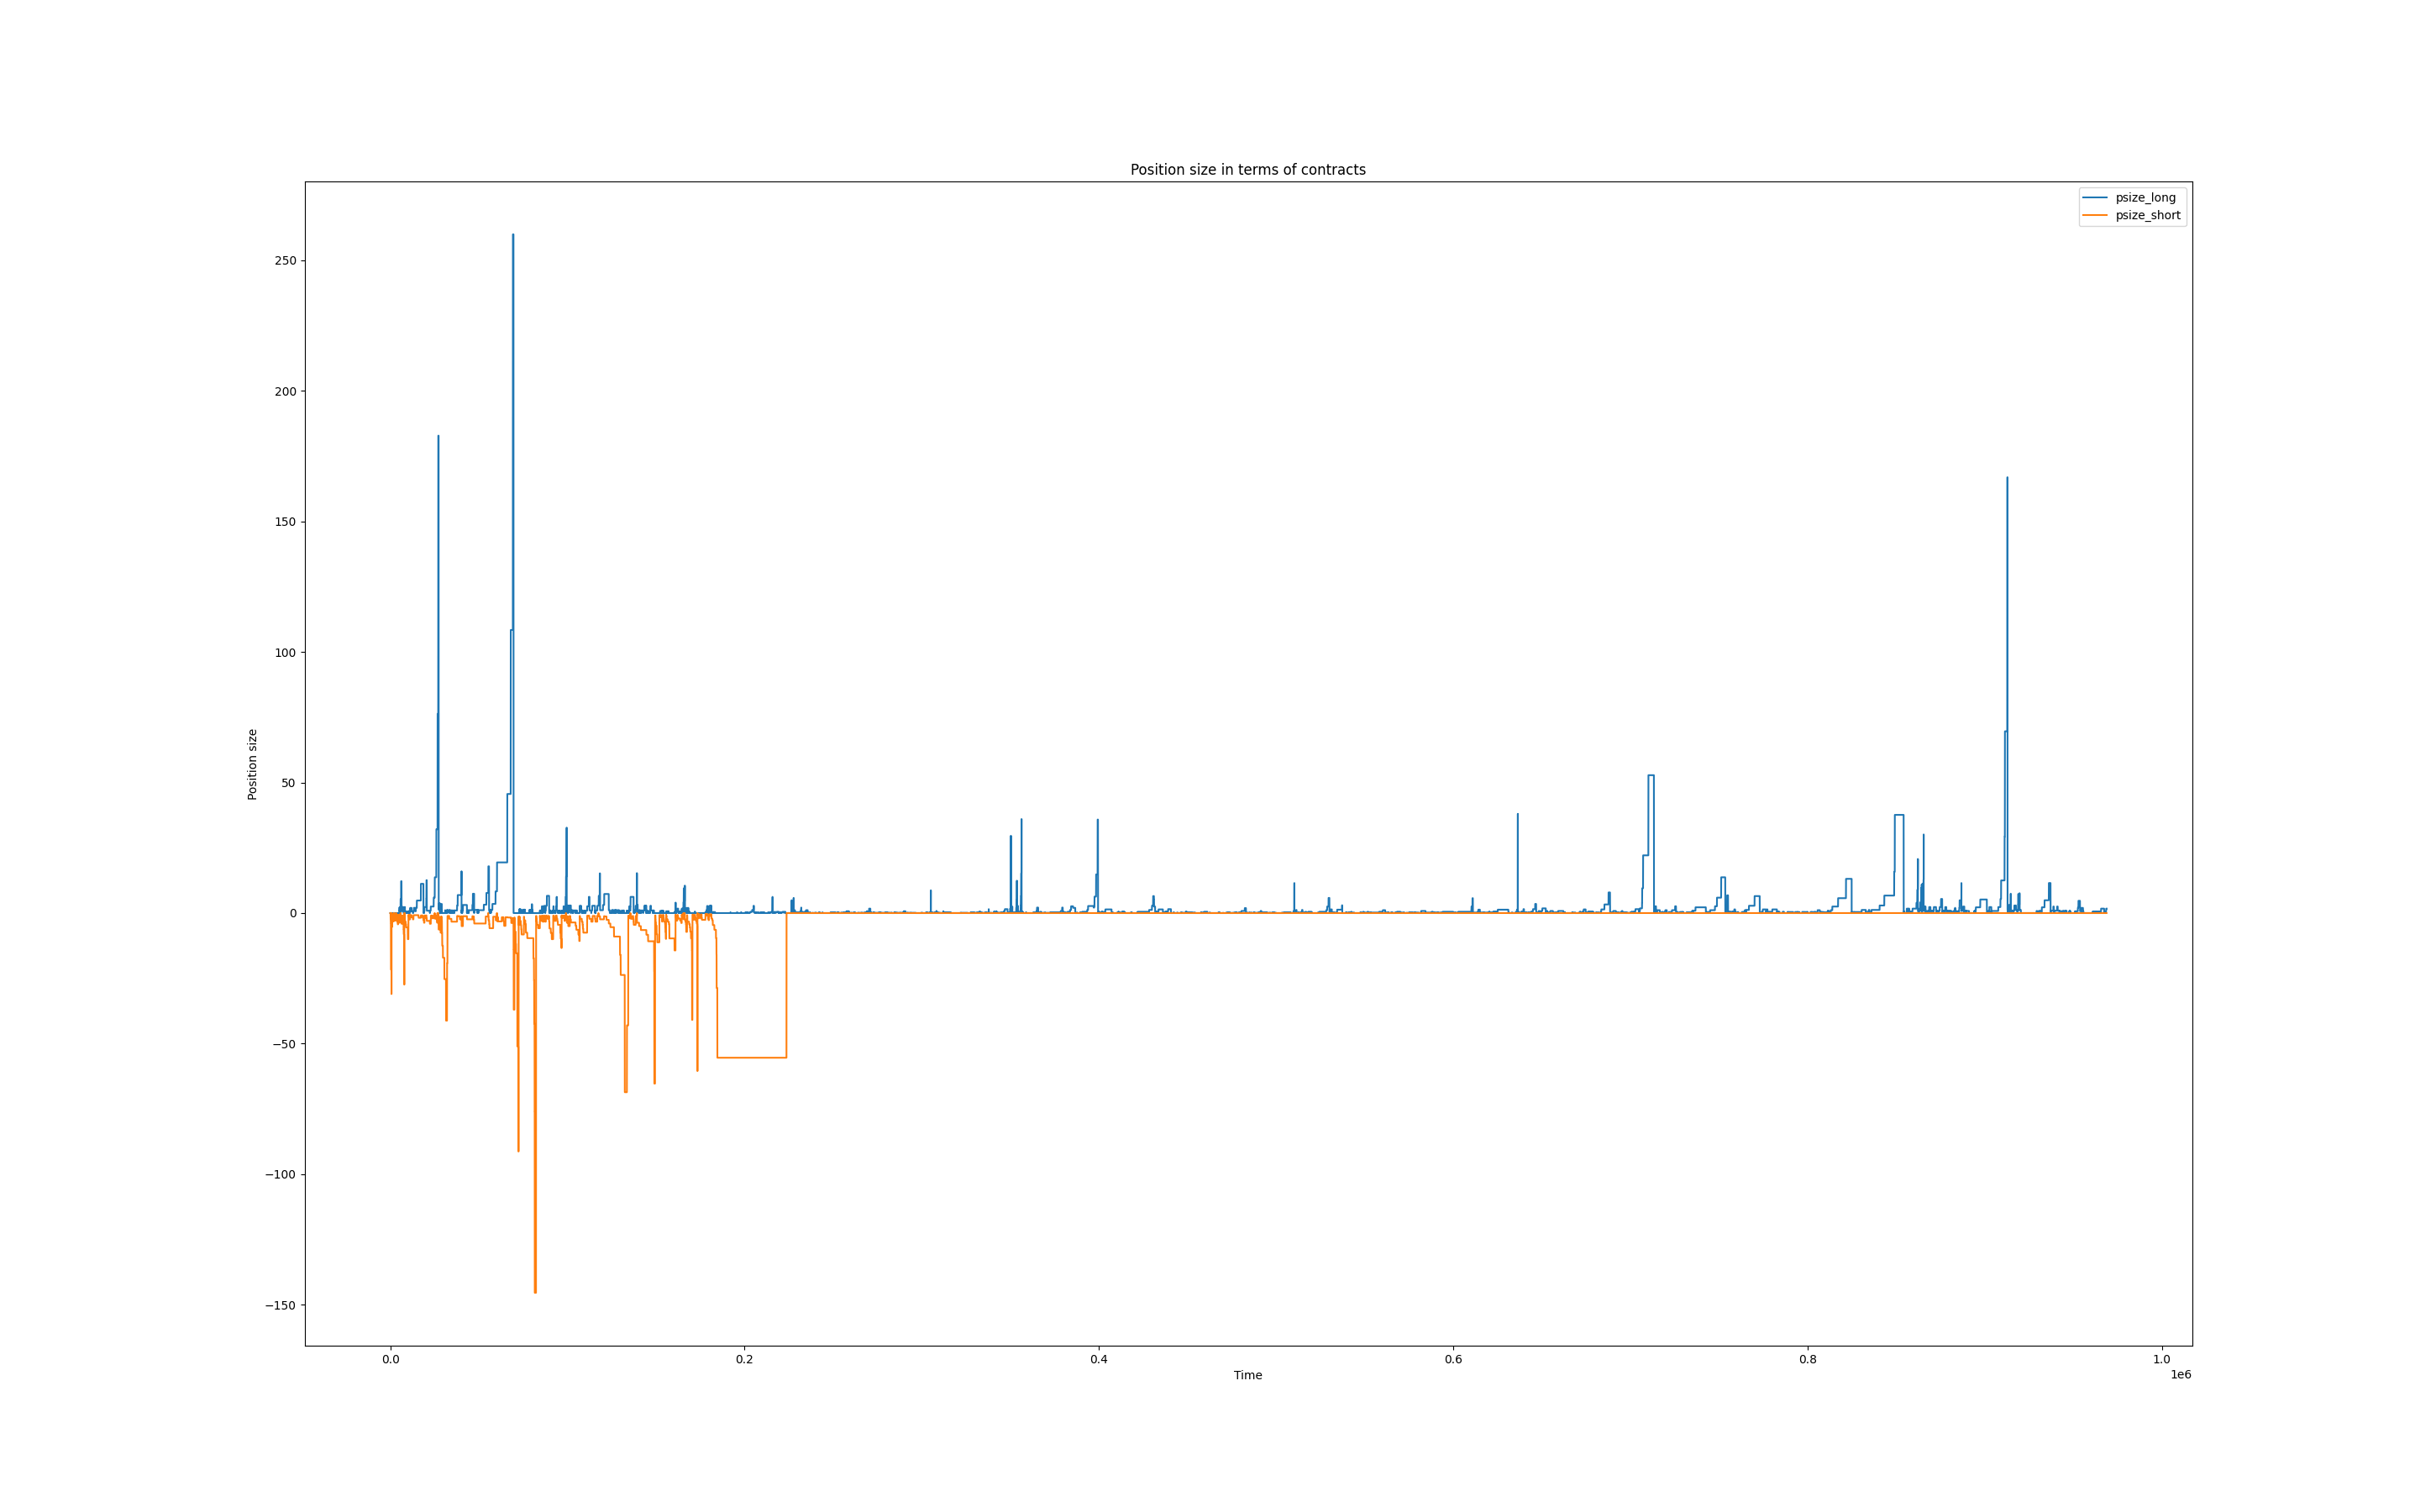 Position size in terms of contracts
psize_long
psize_short
Position size
250
200
150
100
50
0
−50
−100
−150
0.0
0.2
0.4
0.6
0.8
1.0
Time
1e6